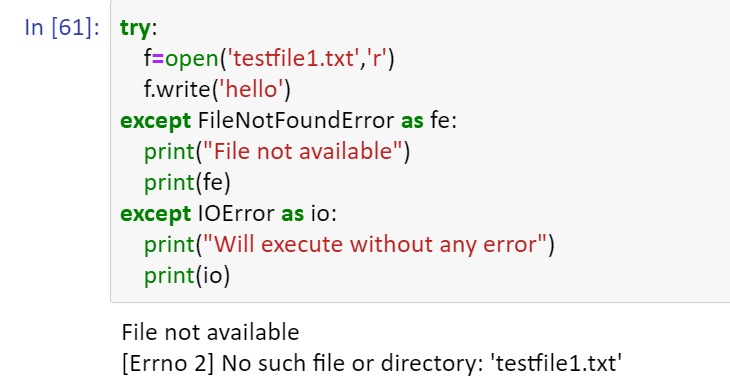 In [61]: try:
    f=open('testfile1.txt','r')
    f.write('hello')
except FileNotFoundError as fe:
    print("File not available")
    print(fe)
except IOError as io:
    print("Will execute without any error")
    print(io)
File not available
[Errno 2] No such file or directory: 'testfile1.txt'